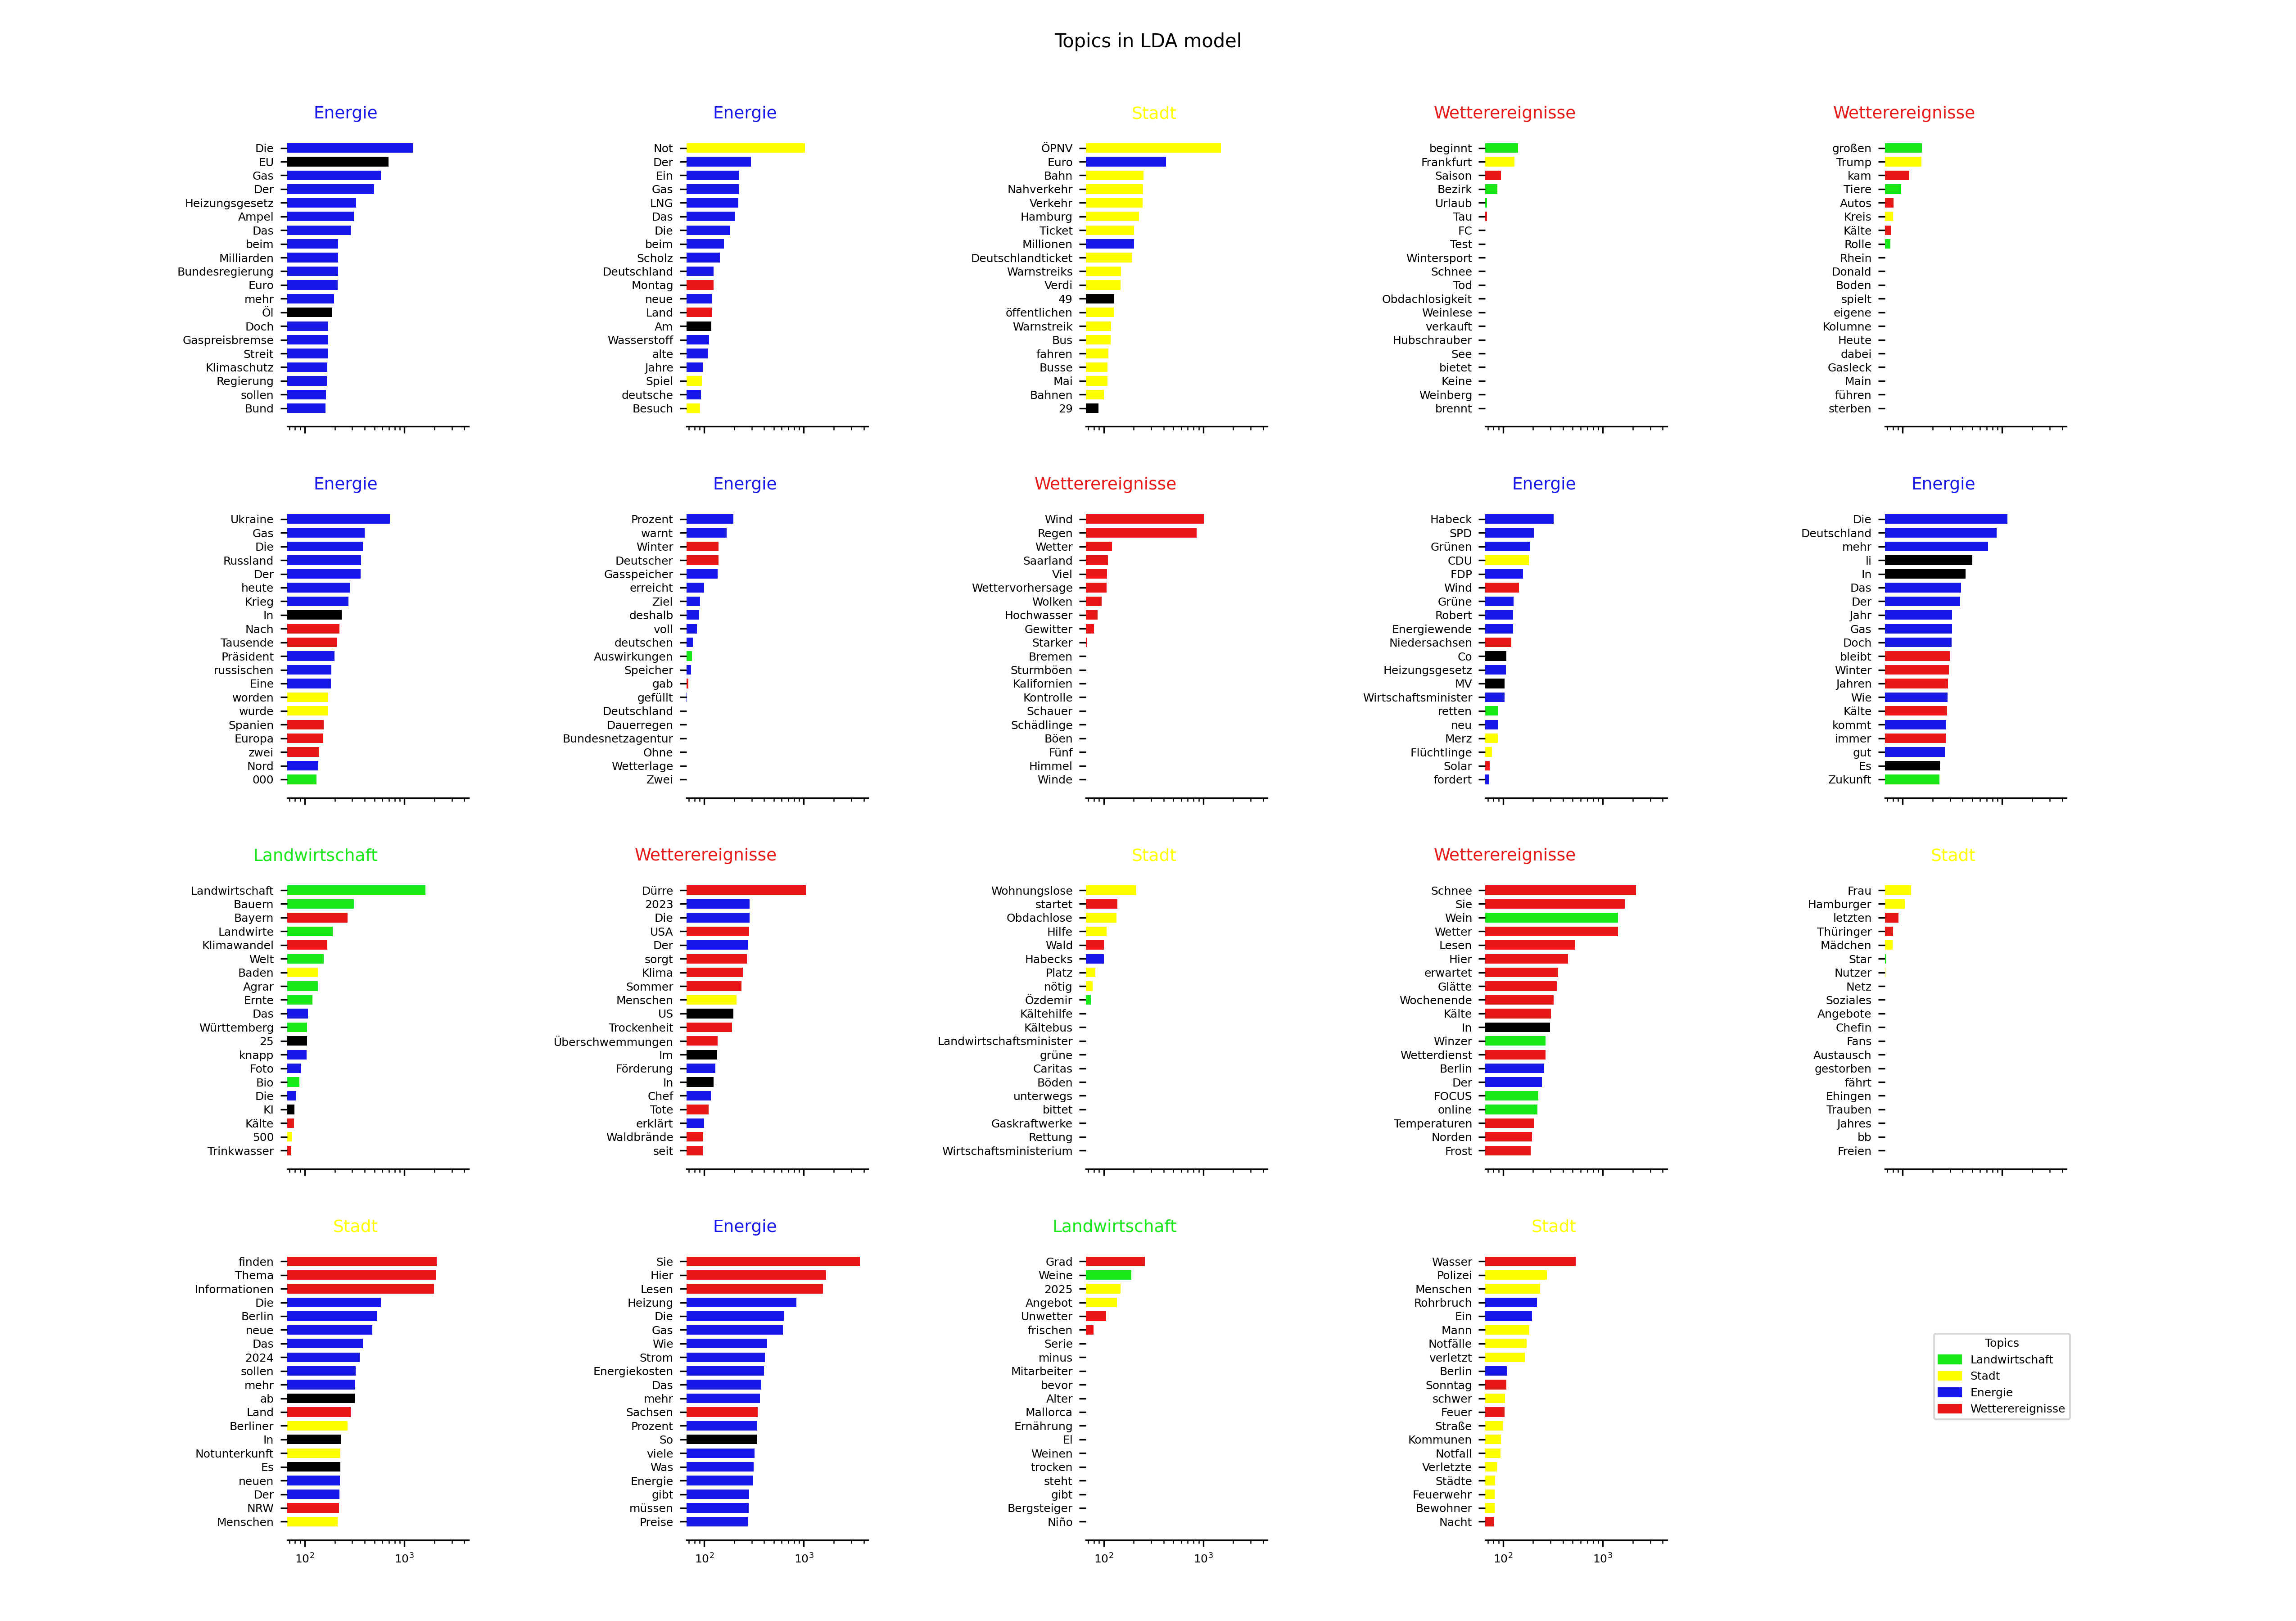 Topics in LDA model
Energie
Die
EU
Gas
Der
Heizungsgesetz
Ampel
Das
beim
Milliarden
Bundesregierung
Euro
mehr
Öl
Doch
Gaspreisbremse
Streit
Klimaschutz
Regierung
sollen
Bund
Energie
Not
Der
Ein
Gas
LNG
Das
Die
beim
Scholz
Deutschland
Montag
neue
Land
Am
Wasserstoff
alte
Jahre
Spiel
deutsche
Besuch
Stadt
ÖPNV
Euro
Bahn
Nahverkehr
Verkehr
Hamburg
Ticket
Millionen
Deutschlandticket
Warnstreiks
Verdi
49
öffentlichen
Warnstreik
Bus
fahren
Busse
Mai
Bahnen
29
Wetterereignisse
beginnt
Frankfurt
Saison
Bezirk
Urlaub
Tau
FC
Test
Wintersport
Schnee
Tod
Obdachlosigkeit
Weinlese
verkauft
Hubschrauber
See
bietet
Keine
Weinberg
brennt
Wetterereignisse
großen
Trump
kam
Tiere
Autos
Kreis
Kälte
Rolle
Rhein
Donald
Boden
spielt
eigene
Kolumne
Heute
dabei
Gasleck
Main
führen
sterben
Energie
Ukraine
Gas
Die
Russland
Der
heute
Krieg
In
Nach
Tausende
Präsident
russischen
Eine
worden
wurde
Spanien
Europa
zwei
Nord
000
Energie
Prozent
warnt
Winter
Deutscher
Gasspeicher
erreicht
Ziel
deshalb
voll
deutschen
Auswirkungen
Speicher
gab
gefüllt
Deutschland
Dauerregen
Bundesnetzagentur
Ohne
Wetterlage
Zwei
Wetterereignisse
Wind
Regen
Wetter
Saarland
Viel
Wettervorhersage
Wolken
Hochwasser
Gewitter
Starker
Bremen
Sturmböen
Kalifornien
Kontrolle
Schauer
Schädlinge
Böen
Fünf
Himmel
Winde
Energie
Habeck
SPD
Grünen
CDU
FDP
Wind
Grüne
Robert
Energiewende
Niedersachsen
Co
Heizungsgesetz
MV
Wirtschaftsminister
retten
neu
Merz
Flüchtlinge
Solar
fordert
Energie
Die
Deutschland
mehr
li
In
Das
Der
Jahr
Gas
Doch
bleibt
Winter
Jahren
Wie
Kälte
kommt
immer
gut
Es
Zukunft
Landwirtschaft
Landwirtschaft
Bauern
Bayern
Landwirte
Klimawandel
Welt
Baden
Agrar
Ernte
Das
Württemberg
25
knapp
Foto
Bio
Die
KI
Kälte
500
Trinkwasser
Wetterereignisse
Dürre
2023
Die
USA
Der
sorgt
Klima
Sommer
Menschen
US
Trockenheit
Überschwemmungen
Im
Förderung
In
Chef
Tote
erklärt
Waldbrände
seit
Stadt
Wohnungslose
startet
Obdachlose
Hilfe
Wald
Habecks
Platz
nötig
Özdemir
Kältehilfe
Kältebus
Landwirtschaftsminister
grüne
Caritas
Böden
unterwegs
bittet
Gaskraftwerke
Rettung
Wirtschaftsministerium
Wetterereignisse
Schnee
Sie
Wein
Wetter
Lesen
Hier
erwartet
Glätte
Wochenende
Kälte
In
Winzer
Wetterdienst
Berlin
Der
FOCUS
online
Temperaturen
Norden
Frost
Stadt
Frau
Hamburger
letzten
Thüringer
Mädchen
Star
Nutzer
Netz
Soziales
Angebote
Chefin
Fans
Austausch
gestorben
fährt
Ehingen
Trauben
Jahres
bb
Freien
Stadt
finden
Thema
Informationen
Die
Berlin
neue
Das
2024
sollen
mehr
ab
Land
Berliner
In
Notunterkunft
Es
neuen
Der
NRW
Menschen
10² 10³
Energie
Sie
Hier
Lesen
Heizung
Die
Gas
Wie
Strom
Energiekosten
Das
mehr
Sachsen
Prozent
So
viele
Was
Energie
gibt
müssen
Preise
10² 10³
Landwirtschaft
Grad
Weine
2025
Angebot
Unwetter
frischen
Serie
minus
Mitarbeiter
bevor
Alter
Mallorca
Ernährung
El
Weinen
trocken
steht
gibt
Bergsteiger
Niño
10² 10³
Stadt
Wasser
Polizei
Menschen
Rohrbruch
Ein
Mann
Notfälle
verletzt
Berlin
Sonntag
schwer
Feuer
Straße
Kommunen
Notfall
Verletzte
Städte
Feuerwehr
Bewohner
Nacht
10² 10³
Topics
Landwirtschaft
Stadt
Energie
Wetterereignisse